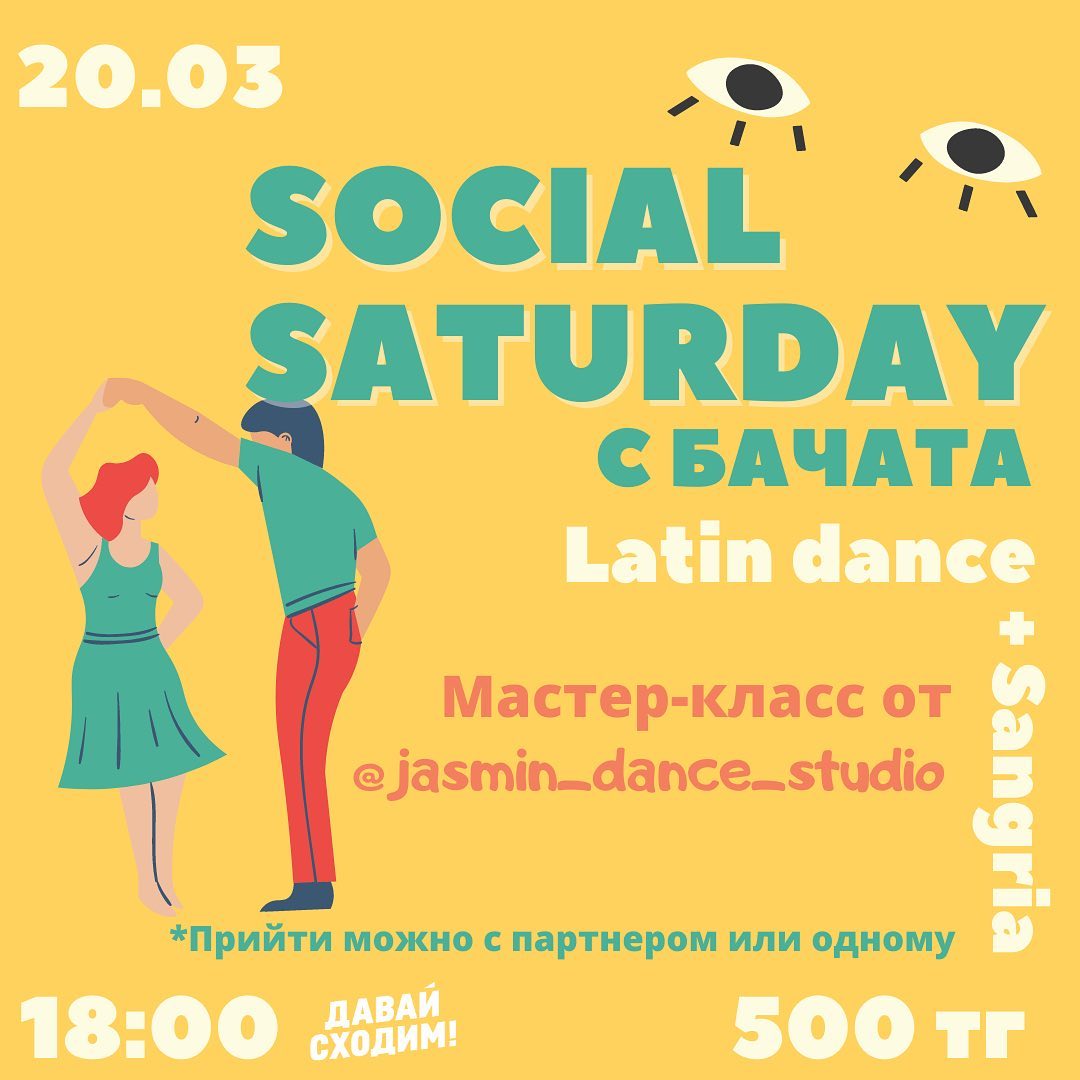 20.03
SOCIAL
SATURDAY
С БАЧАТА
Latin dance
+ Sangria
Мастер-класс от
@jasmin_dance_studio
*Прийти можно с партнером или одному
18:00
ДАВАЙ
СХОДИМ!
500 тг